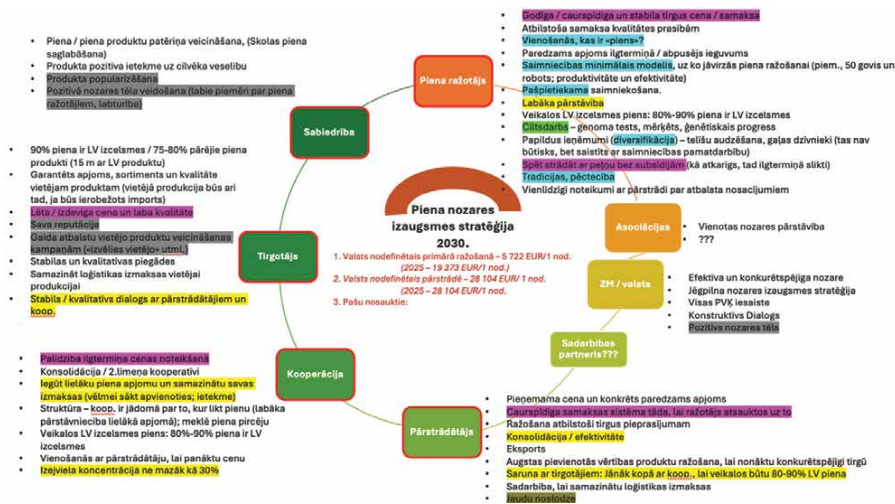 Godīga / caurspīdīga un stabila tirgus cena / samaksa
Atbilstoša samaksa kvalitātes prasībām
Vienošanās, kas ir «piens»?
Paredzams apjoms ilgtermiņā / abpusējs ieguvums
Saimniecības minimālais modelis, uz ko jāvirzās piena ražošanai (piem., 50 govis un
robots; produktivitāte un efektivitāte)
Pašpietiekama saimniekošana.
Labāka pārstāvība
Veikalos LV izcelsmes piens: 80%-90% piena ir LV izcelsmes
Ciltsdarbs – genoma tests, mērķēts, ģenētiskais progress
Papildus ieņēmumi (diversifikācija) – telīšu audzēšana, gaļas dzīvnieki (tas nav
būtisks, bet saistīts ar saimniecības pamatdarbību)
Spēt strādāt ar peļņu bez subsīdijām (kā atkarīgs, tad ilgtermiņā slikti)
Tradīcijas, pēctecība
Vienlīdzīgi noteikumi ar pārstrādi par atbalsta nosacījumiem
Piena ražotājs
Piena / piena produktu patēriņa veicināšana, (Skolas piena
saglabāšana)
Produkta pozitīva ietekme uz cilvēka veselību
Produkta popularizēšana
Pozitīvā nozares tēla veidošana (labie piemēri par piena
ražotājiem, labturība)
Sabiedrība
90% piena ir LV izcelsmes / 75-80% pārējie piena
produkti (15 m ar LV produktu)
Garantēts apjoms, sortiments un kvalitāte
vietējam produktam (vietējā produkcija būs arī
tad, ja būs ierobežots imports)
Lēta / izdevīga cena un laba kvalitāte
Sava reputācija
Gaida atbalstu vietējo produktu veicināšanas
kampaņām («izvēlies vietējo» utml.)
Stabilas un kvalitatīvas piegādes
Samazināt loģistikas izmaksas vietējai
produkcijai
Stabils / kvalitatīvs dialogs ar pārstrādātājiem un
koop.
Tirgotājs
Piena nozares
izaugsmes stratēģija
2030.
1. Valsts nodefinētais primārā ražošanā – 5 722 EUR/1 nod.
(2025 – 19 373 EUR/1 nod.)
2. Valsts nodefinētais pārstrādē – 28 104 EUR/ 1 nod.
(2025 – 28 104 EUR/1 nod.
3. Pašu nosauktie:
Asociācijas
Vienotas nozares pārstāvība
???
ZM / valsts
Efektīva un konkurētspējīga nozare
Jēgpilna nozares izaugsmes stratēģija
Visas PVĶ iesaiste
Konstruktīvs Dialogs
Pozitīvs nozares tēls
Sadarbības
partneris???
Kooperācija
Palīdzība ilgtermiņa cenas noteikšanā
Konsolidācija / 2.līmeņa kooperatīvi
Iegūt lielāku piena apjomu un samazinātu savas
izmaksas (vēlmei sākt apvienoties; ietekme)
Struktūra – koop. ir jādomā par to, kur likt pienu (labāka
pārstāvniecība lielākā apjomā); meklē piena pircēju
Veikalos LV izcelsmes piens: 80%-90% piena ir LV
izcelsmes
Vienošanās ar pārstrādātāju, lai panāktu cenu
Izejviela koncentrācija ne mazāk kā 30%
Pārstrādātājs
Pieņemama cena un konkrēts paredzams apjoms
Caurspīdīga samaksas sistēma tāda, lai ražotājs atsauktos uz to
Ražošana atbilstoši tirgus pieprasījumam
Konsolidācija / efektivitāte
Eksports
Augstas pievienotās vērtības produktu ražošana, lai nonāktu konkurētspējīgi tirgū
Saruna ar tirgotājiem: Jānāk kopā ar koop., lai veikalos būtu 80-90% LV piena
Sadarbība, lai samazinātu loģistikas izmaksas
Jaudu noslodze